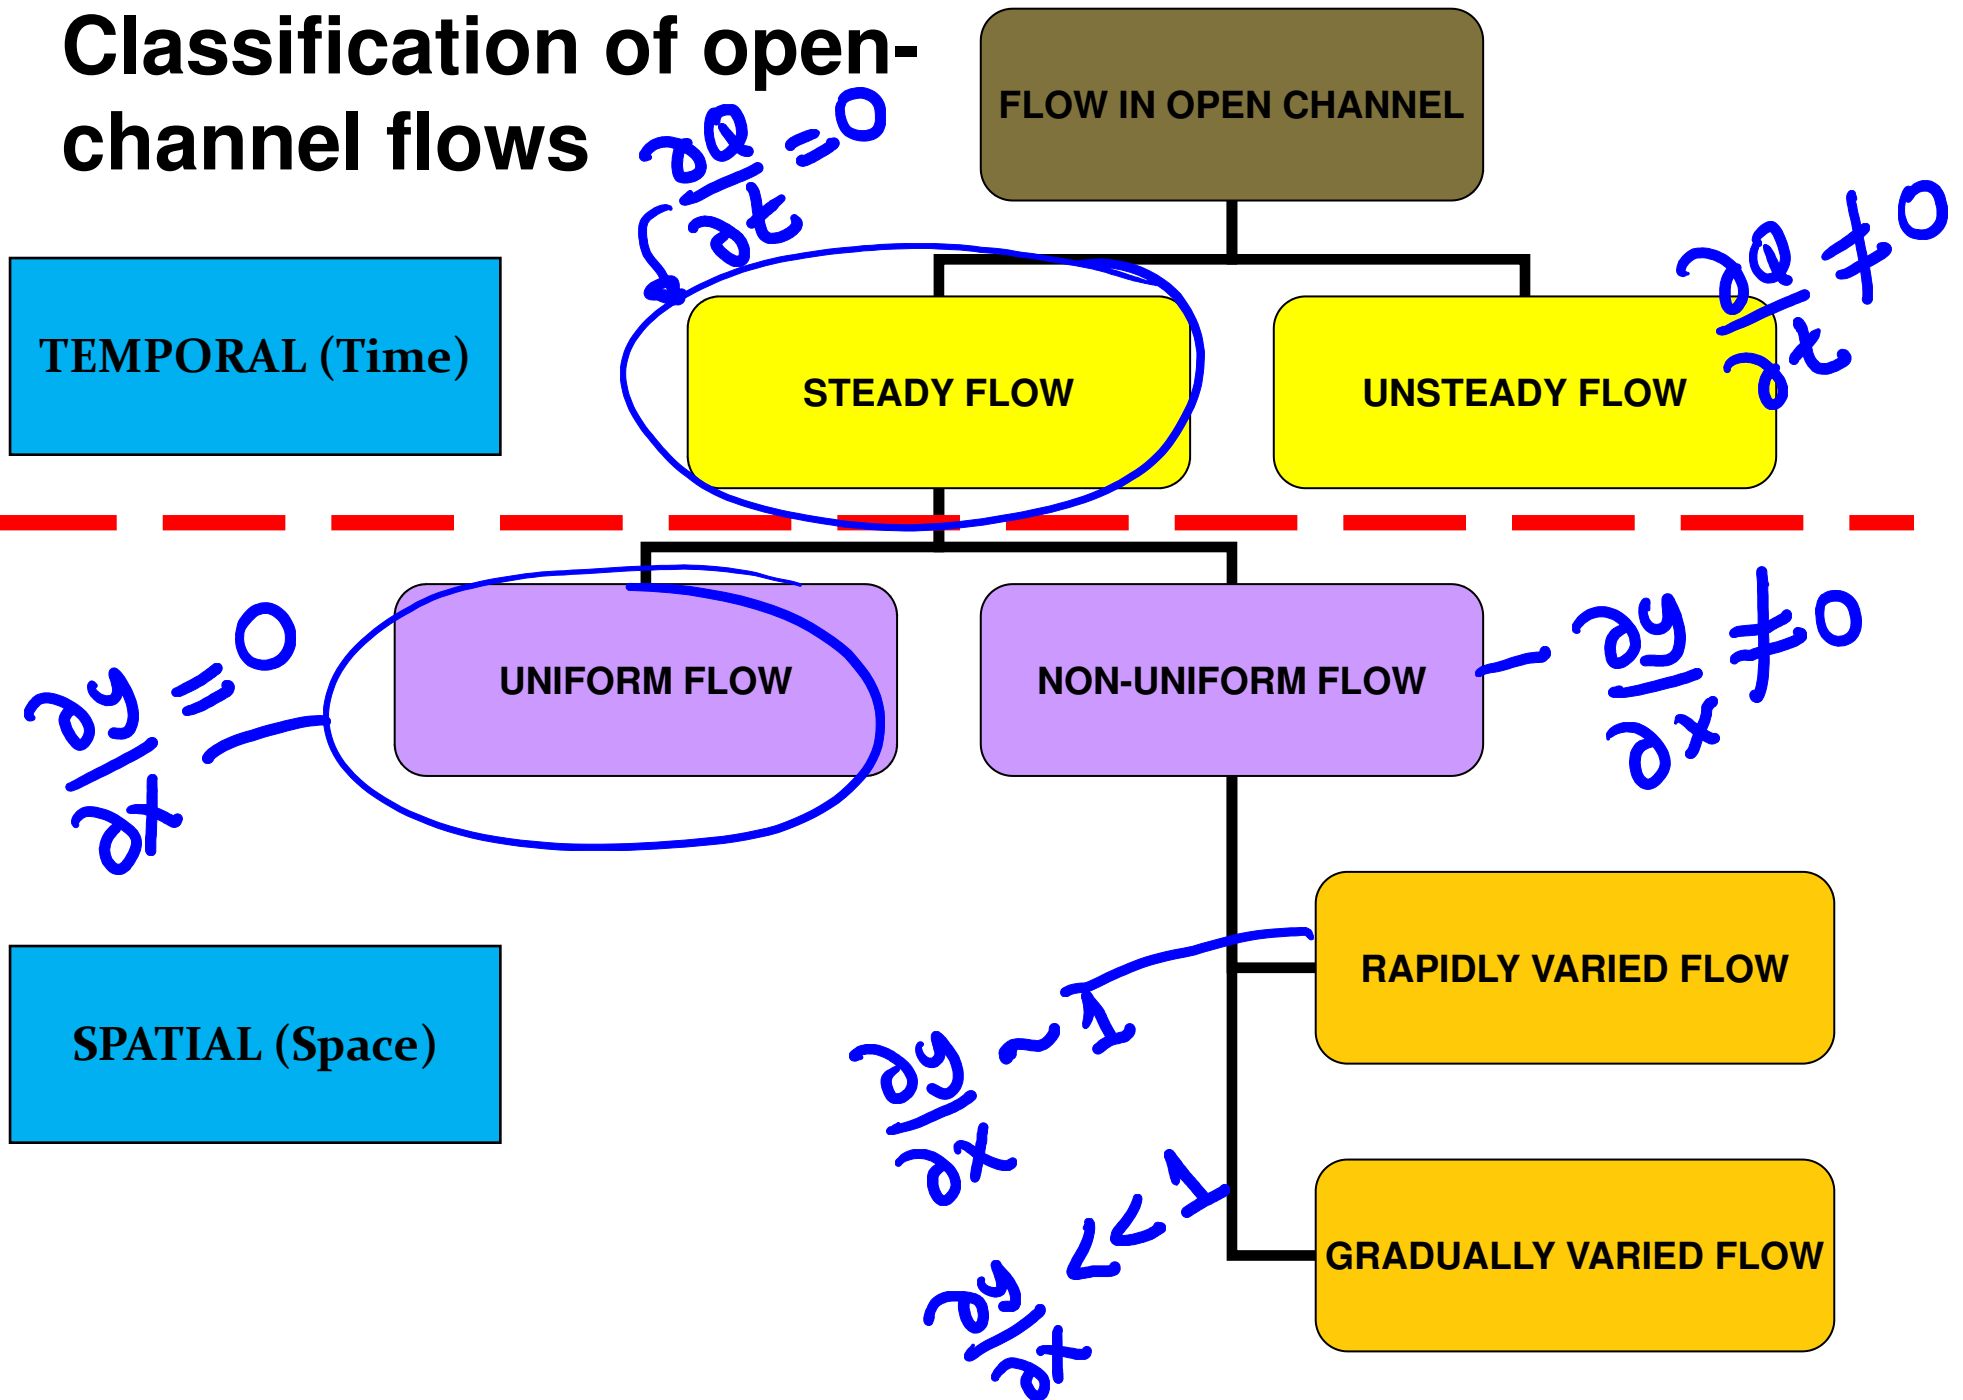 Classification of open-
channel flows
FLOW IN OPEN CHANNEL
∂Q/∂t = 0
∂Q/∂t ≠ 0
TEMPORAL (Time)
STEADY FLOW
UNSTEADY FLOW
∂y/∂x = 0
UNIFORM FLOW
NON-UNIFORM FLOW
∂y/∂x ≠ 0
SPATIAL (Space)
RAPIDLY VARIED FLOW
∂y/∂x ~ 1
∂y/∂x << 1
GRADUALLY VARIED FLOW